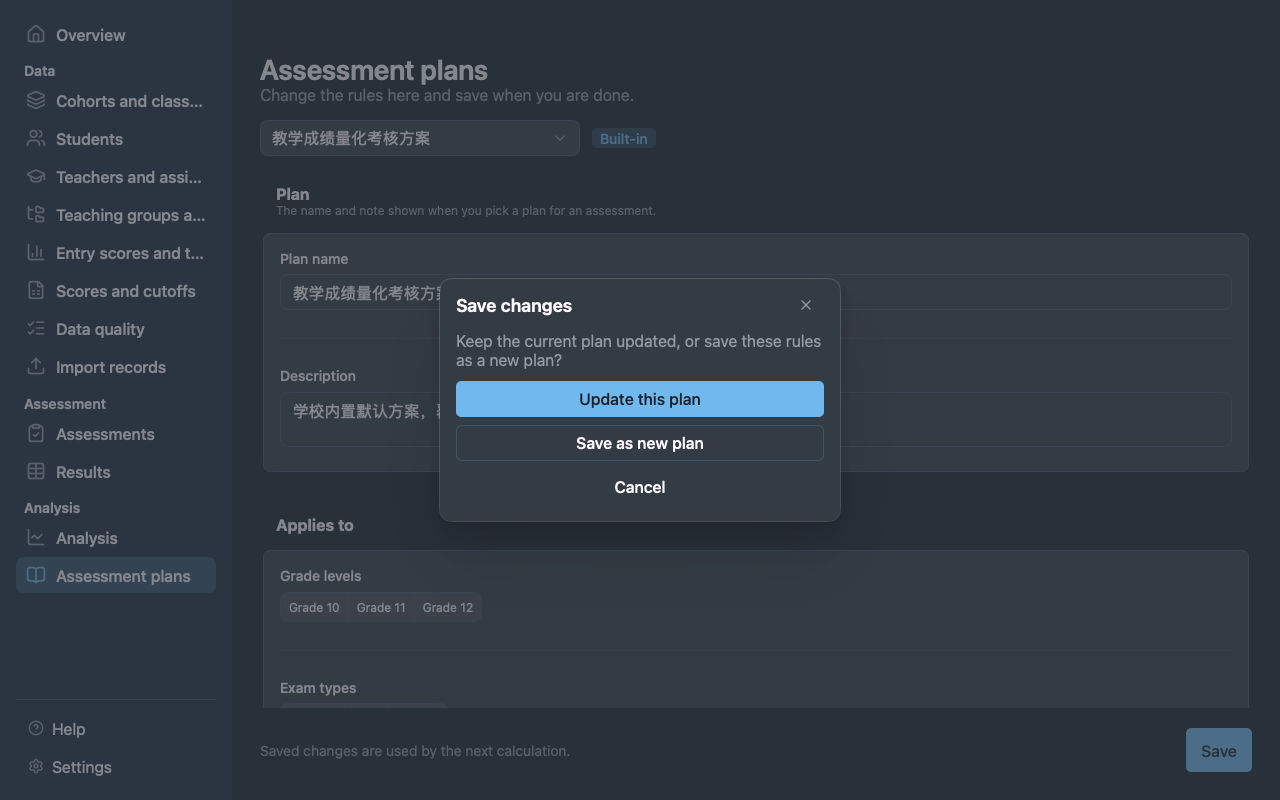 Overview
Data
Cohorts and class...
Students
Teachers and assi...
Teaching groups a...
Entry scores and t...
Scores and cutoffs
Data quality
Import records
Assessment
Assessments
Results
Analysis
Analysis
Assessment plans
Help
Settings
Assessment plans
Change the rules here and save when you are done.
教学成绩量化考核方案
Built-in
Plan
The name and note shown when you pick a plan for an assessment.
Plan name
教学成绩量化考核方
Description
学校内置默认方案，
Save changes
Keep the current plan updated, or save these rules
as a new plan?
Update this plan
Save as new plan
Cancel
Applies to
Grade levels
Grade 10
Grade 11
Grade 12
Exam types
Saved changes are used by the next calculation.
Save